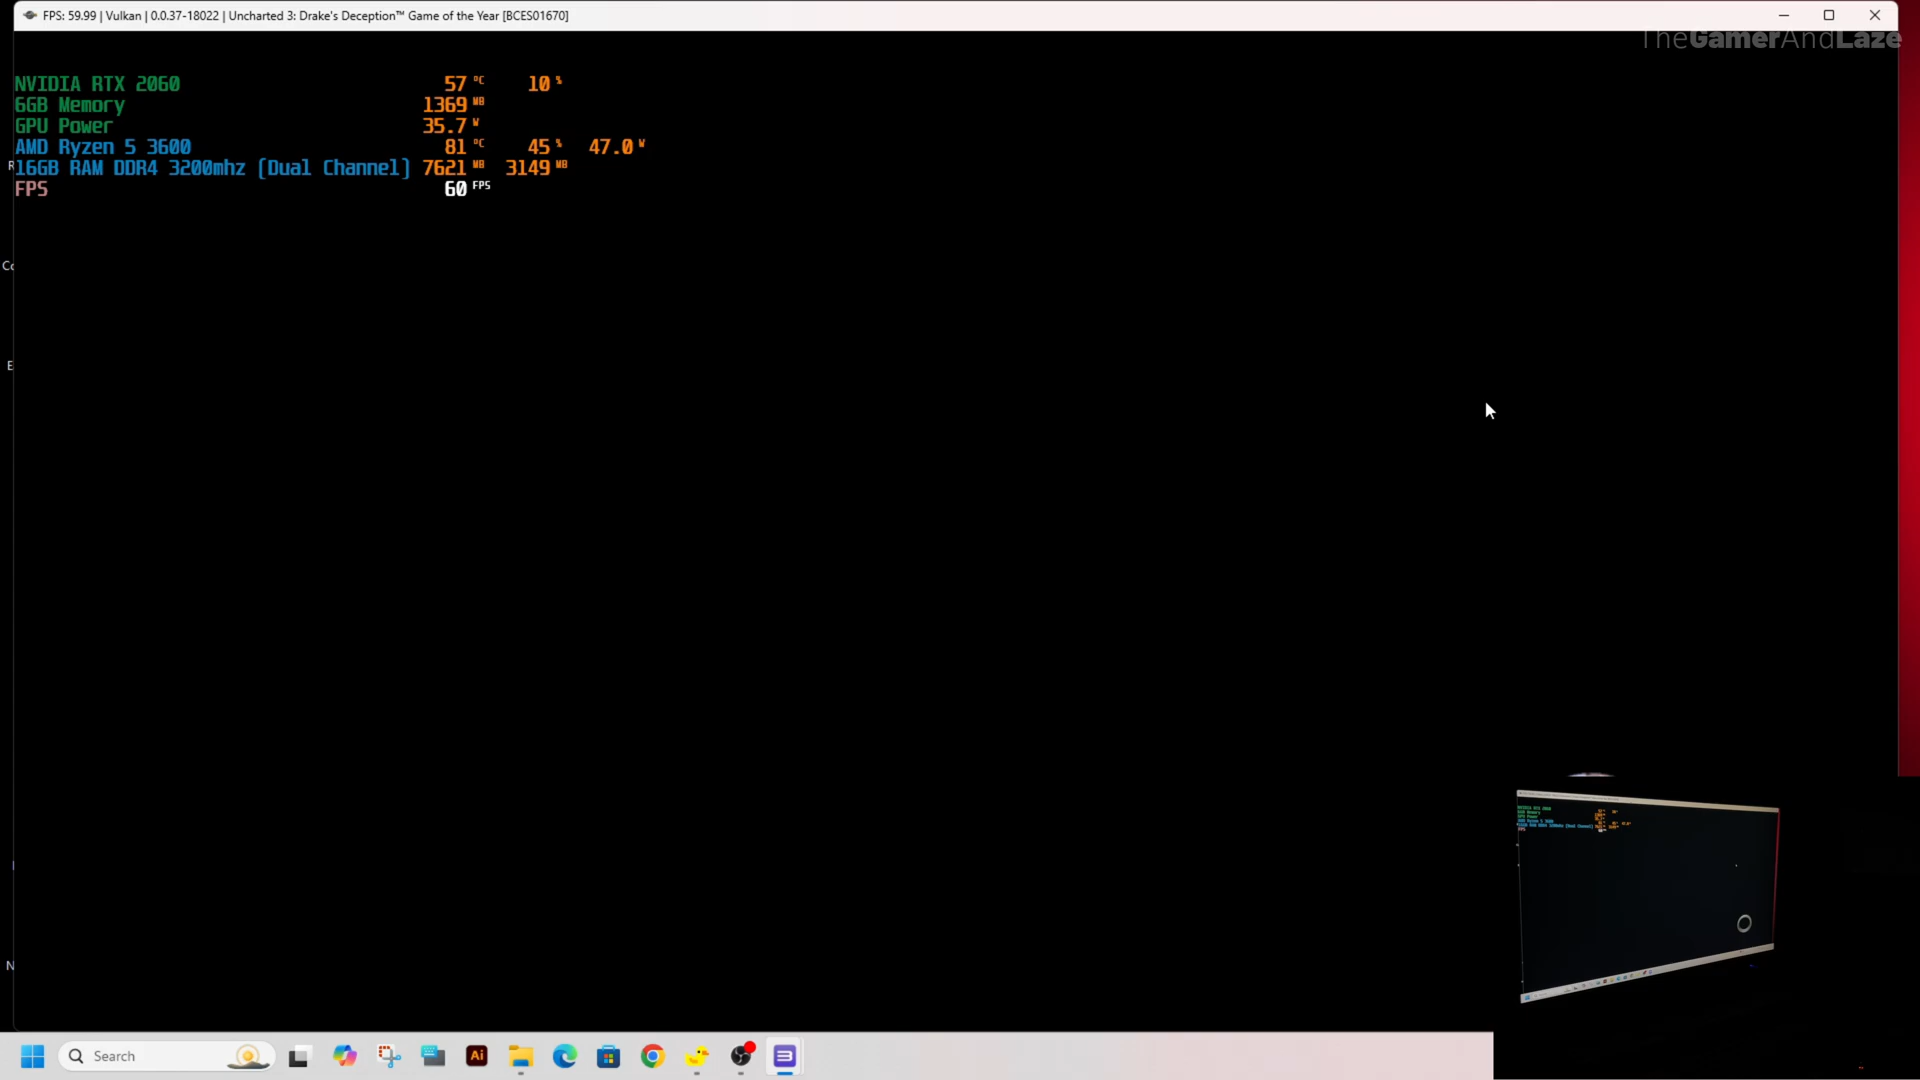 FPS: 59.99 | Vulkan | 0.0.37-18022 | Uncharted 3: Drake's Deception™ Game of the Year [BCES01670]
TheGamerAndLaze
NVIDIA RTX 2060 57 °C 10 %
6GB Memory 1369 MB
GPU Power 35.7 W
AMD Ryzen 5 3600 81 °C 45 % 47.0 W
16GB RAM DDR4 3200mhz (Dual Channel) 7621 MB 3149 MB
FPS 60 FPS
R
Co
E
N
Search
Ai